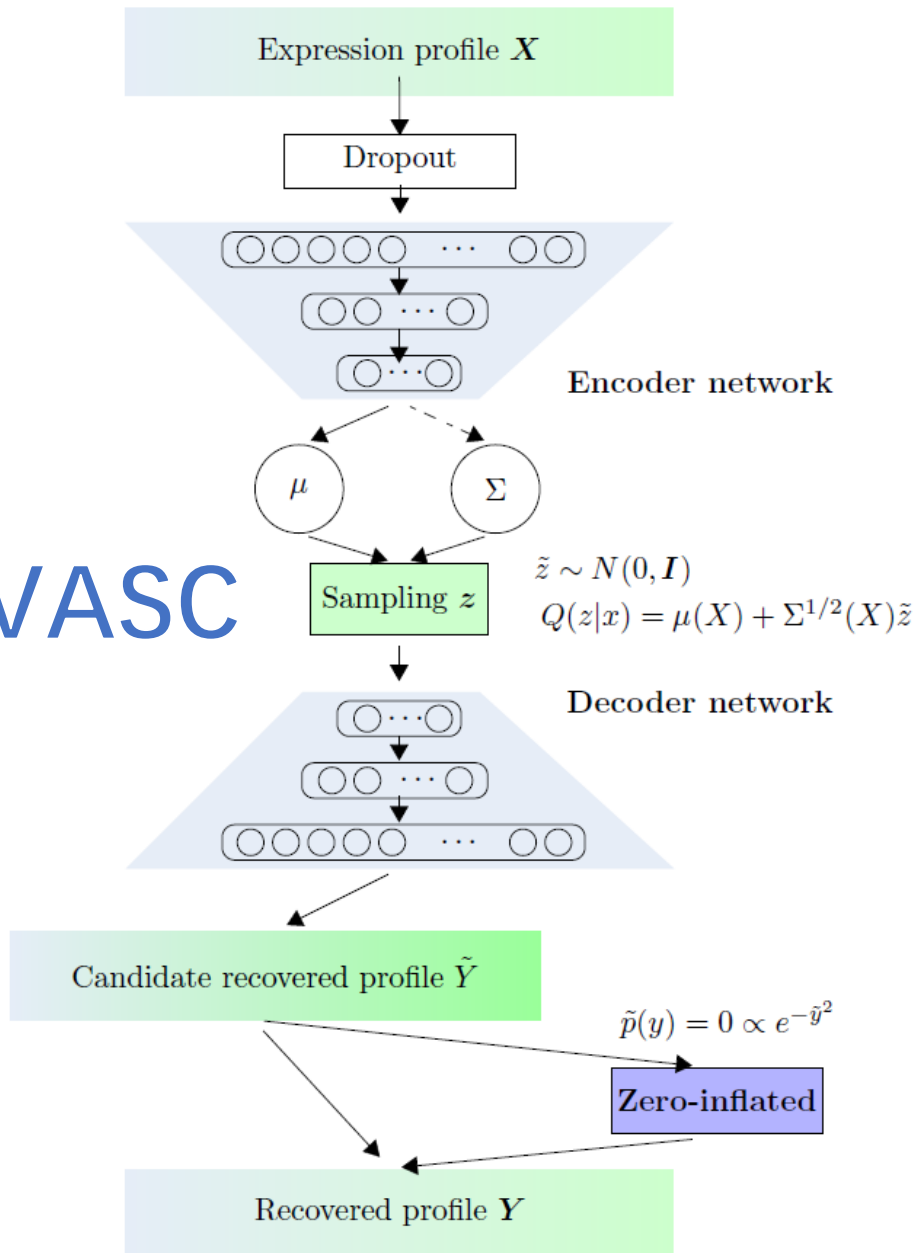 Expression profile X
Dropout
...
...
...
Encoder network
μ
Σ
VASC
Sampling z
z̃ ∼ N(0, I)
Q(z|x) = μ(X) + Σ^{1/2}(X)z̃
Decoder network
...
...
...
Candidate recovered profile Ỹ
p̃(y) = 0 ∝ e^{-ỹ^2}
Zero-inflated
Recovered profile Y